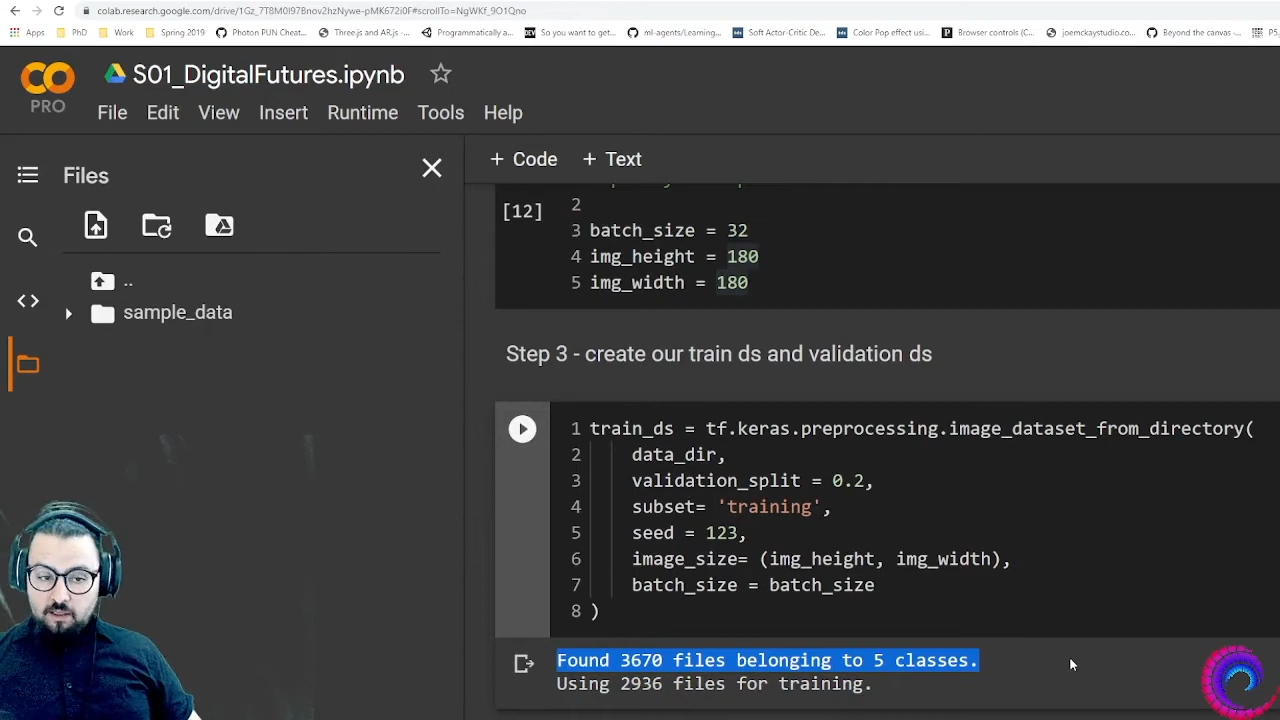 colab.research.google.com/drive/1Gz_7T8M0I97Bnov2hzNywe-pMK672i0F#scrollTo=NgWKf_9O1Qno
Apps PhD Work Spring 2019 Photon PUN Cheat... Three.js and AR.js -... Programmatically a... So you want to get... ml-agents/Learning... Soft Actor-Critic De... Color Pop effect usi... Browser controls (C... joemckaystudio.co... Beyond the canvas -... P5
S01_DigitalFutures.ipynb
PRO
File Edit View Insert Runtime Tools Help
Files
+ Code + Text
..
sample_data
[12]
2
3 batch_size = 32
4 img_height = 180
5 img_width = 180
Step 3 - create our train ds and validation ds
1 train_ds = tf.keras.preprocessing.image_dataset_from_directory(
2 data_dir,
3 validation_split = 0.2,
4 subset= 'training',
5 seed = 123,
6 image_size= (img_height, img_width),
7 batch_size = batch_size
8 )
Found 3670 files belonging to 5 classes.
Using 2936 files for training.